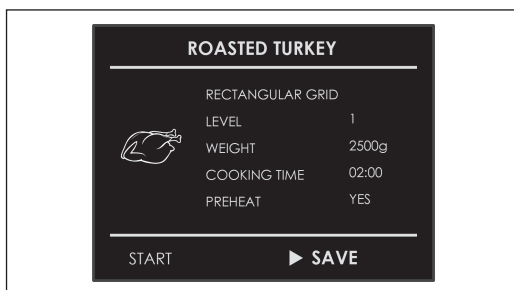 ROASTED TURKEY
RECTANGULAR GRID
LEVEL 1
WEIGHT 2500g
COOKING TIME 02:00
PREHEAT YES
START ▶ SAVE